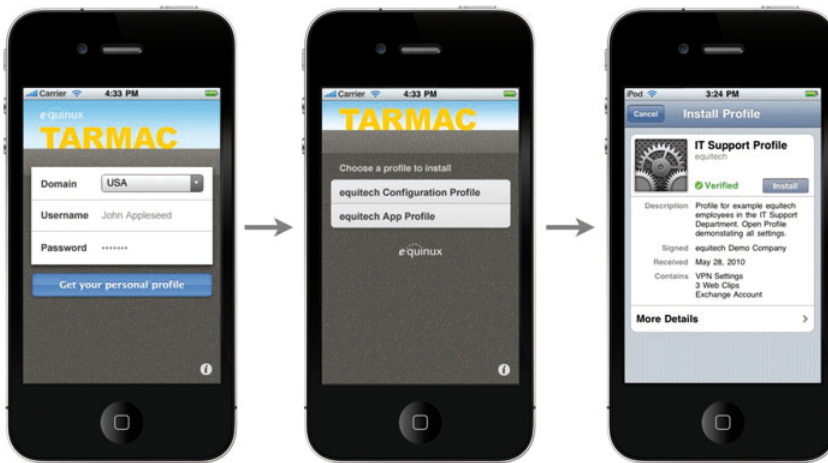 Carrier 4:33 PM
equinux
TARMAC
Domain USA
Username John Appleseed
Password •••••••
Get your personal profile
i
Carrier 4:33 PM
TARMAC
Choose a profile to install
equitech Configuration Profile
equitech App Profile
equinux
i
iPod 3:24 PM
Cancel Install Profile
IT Support Profile
equitech
Verified Install
Description Profile for example equitech
employees in the IT Support
Department. Open Profile
demonstating all settings.
Signed equitech Demo Company
Received May 28, 2010
Contains VPN Settings
3 Web Clips
Exchange Account
More Details